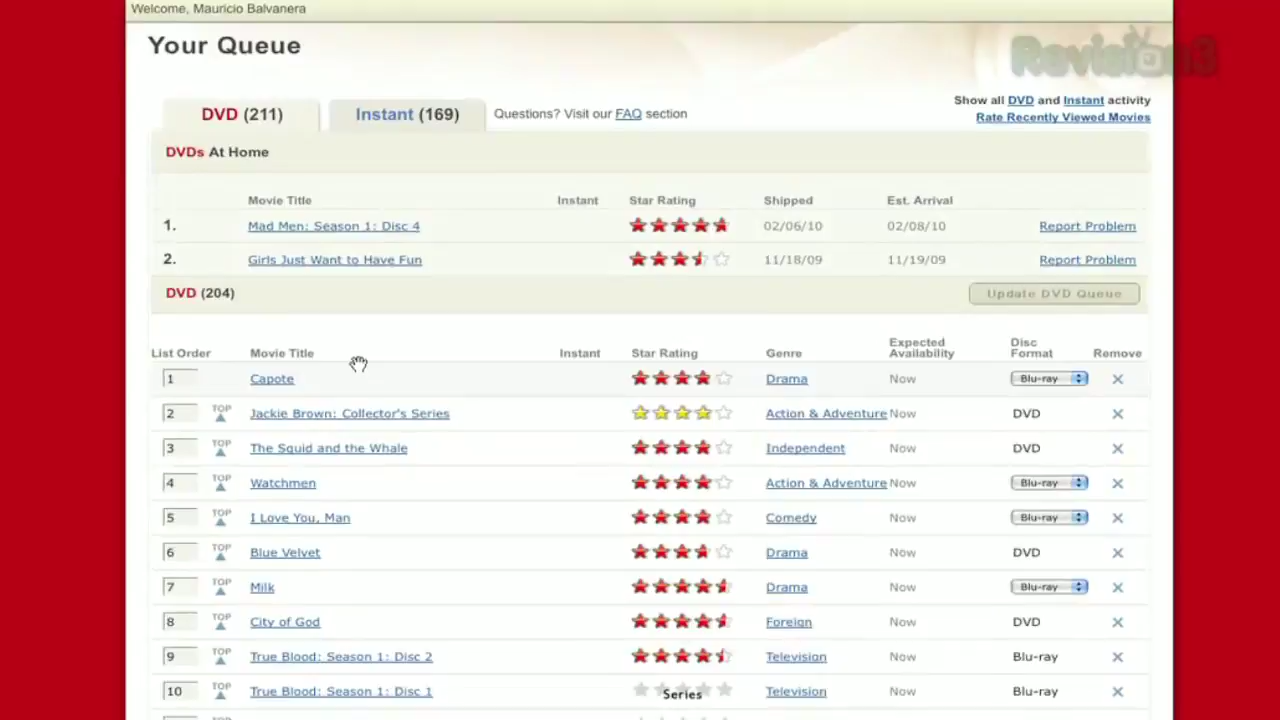 Welcome, Mauricio Balvanera
Your Queue
Revision3
DVD (211)
Instant (169)
Questions? Visit our FAQ section
Show all DVD and Instant activity
Rate Recently Viewed Movies
DVDs At Home
Movie Title Instant Star Rating Shipped Est. Arrival
1. Mad Men: Season 1: Disc 4 02/06/10 02/08/10 Report Problem
2. Girls Just Want to Have Fun 11/18/09 11/19/09 Report Problem
DVD (204) Update DVD Queue
List Order Movie Title Instant Star Rating Genre Expected Availability Disc Format Remove
1 Capote Drama Now Blu-ray
2 TOP Jackie Brown: Collector's Series Action & Adventure Now DVD
3 TOP The Squid and the Whale Independent Now DVD
4 TOP Watchmen Action & Adventure Now Blu-ray
5 TOP I Love You, Man Comedy Now Blu-ray
6 TOP Blue Velvet Drama Now DVD
7 TOP Milk Drama Now Blu-ray
8 TOP City of God Foreign Now DVD
9 TOP True Blood: Season 1: Disc 2 Television Now Blu-ray
10 TOP True Blood: Season 1: Disc 1 Series Television Now Blu-ray
TOP